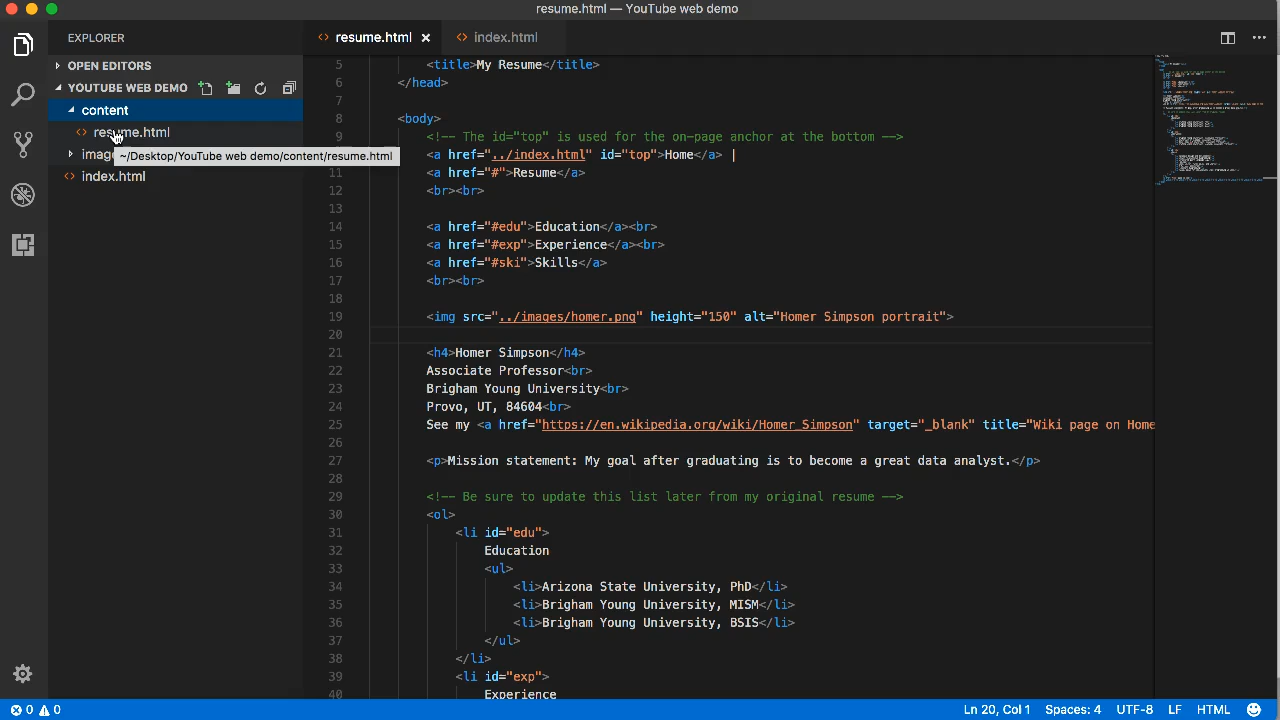 resume.html — YouTube web demo
EXPLORER
OPEN EDITORS
YOUTUBE WEB DEMO
content
resume.html
~/Desktop/YouTube web demo/content/resume.html
index.html
resume.html
index.html
5 <title>My Resume</title>
6 </head>
7
8 <body>
9 <!-- The id="top" is used for the on-page anchor at the bottom -->
<a href="../index.html" id="top">Home</a> |
11 <a href="#">Resume</a>
12 <br><br>
13
14 <a href="#edu">Education</a><br>
15 <a href="#exp">Experience</a><br>
16 <a href="#ski">Skills</a>
17 <br><br>
18
19 <img src="../images/homer.png" height="150" alt="Homer Simpson portrait">
20
21 <h4>Homer Simpson</h4>
22 Associate Professor<br>
23 Brigham Young University<br>
24 Provo, UT, 84604<br>
25 See my <a href="https://en.wikipedia.org/wiki/Homer_Simpson" target="_blank" title="Wiki page on Home
26
27 <p>Mission statement: My goal after graduating is to become a great data analyst.</p>
28
29 <!-- Be sure to update this list later from my original resume -->
30 <ol>
31 <li id="edu">
32 Education
33 <ul>
34 <li>Arizona State University, PhD</li>
35 <li>Brigham Young University, MISM</li>
36 <li>Brigham Young University, BSIS</li>
37 </ul>
38 </li>
39 <li id="exp">
40 Experience
0 0
Ln 20, Col 1 Spaces: 4 UTF-8 LF HTML